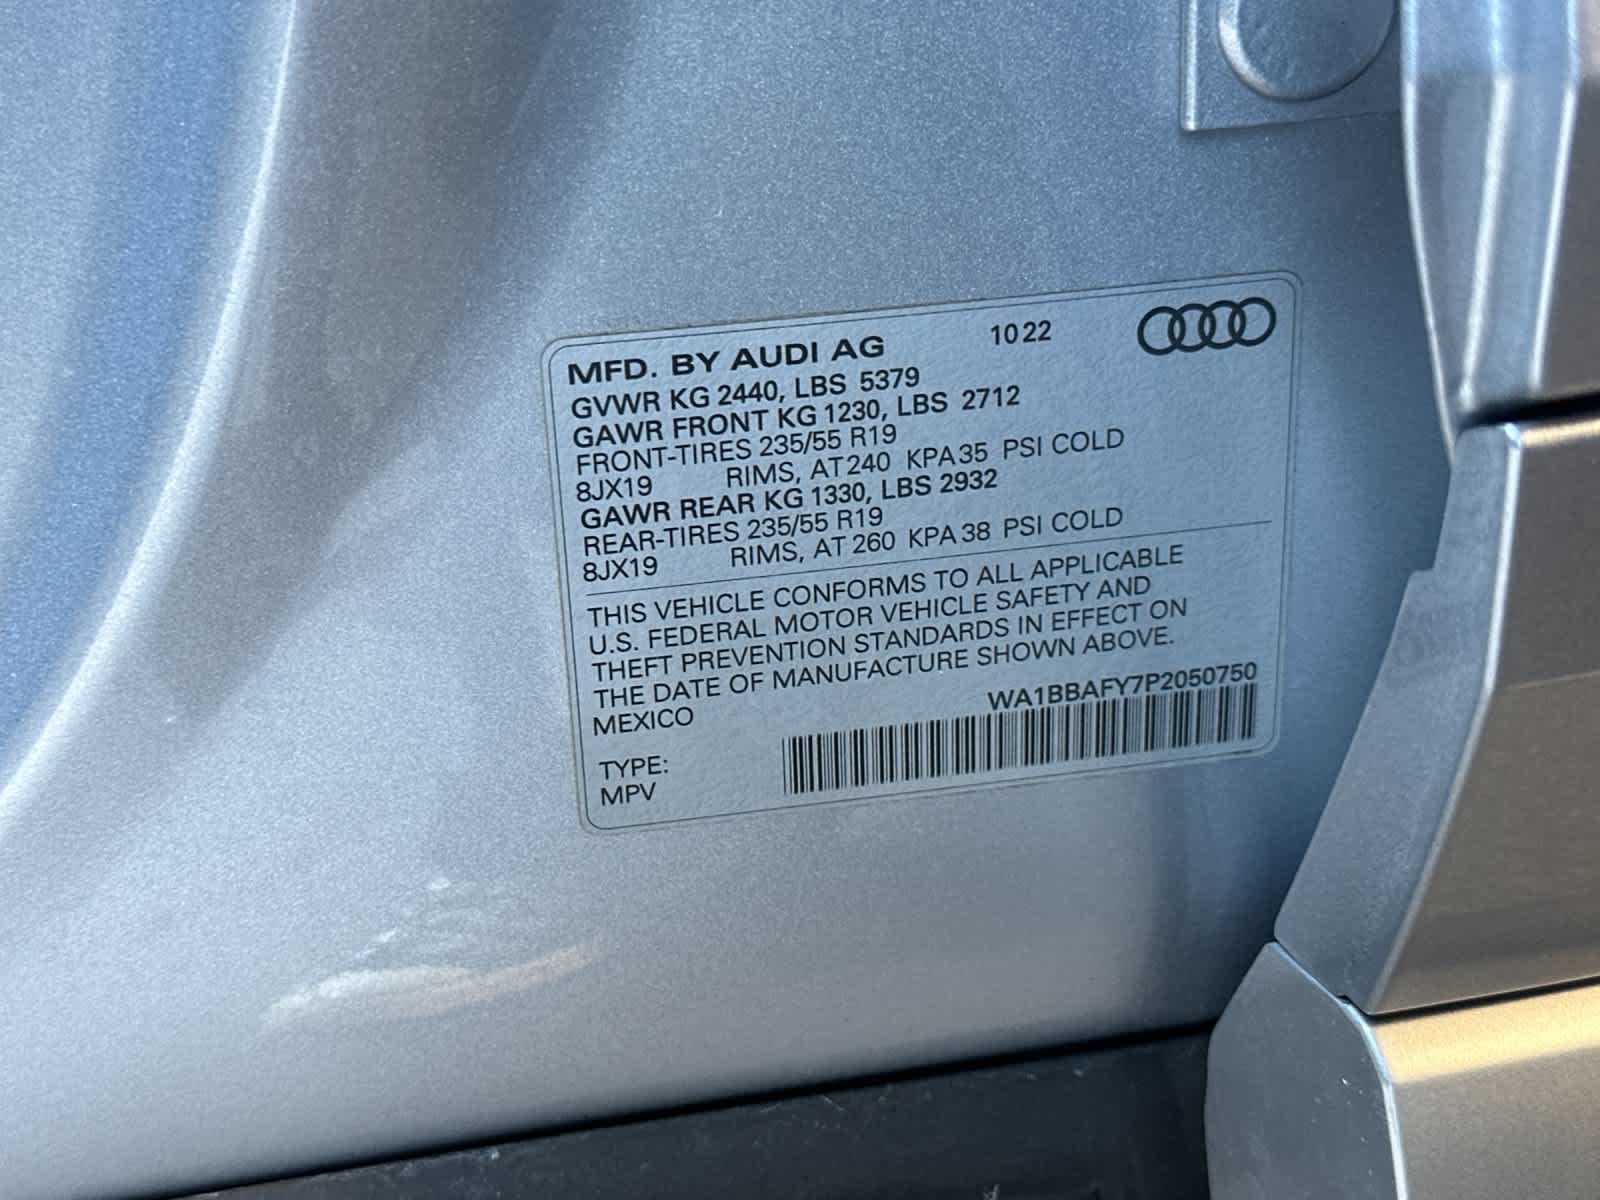 MFD. BY AUDI AG 10 22
GVWR KG 2440, LBS 5379
GAWR FRONT KG 1230, LBS 2712
FRONT-TIRES 235/55 R19
8JX19 RIMS, AT 240 KPA 35 PSI COLD
GAWR REAR KG 1330, LBS 2932
REAR-TIRES 235/55 R19
8JX19 RIMS, AT 260 KPA 38 PSI COLD
THIS VEHICLE CONFORMS TO ALL APPLICABLE
U.S. FEDERAL MOTOR VEHICLE SAFETY AND
THEFT PREVENTION STANDARDS IN EFFECT ON
THE DATE OF MANUFACTURE SHOWN ABOVE.
MEXICO WA1BBAFY7P2050750
TYPE:
MPV